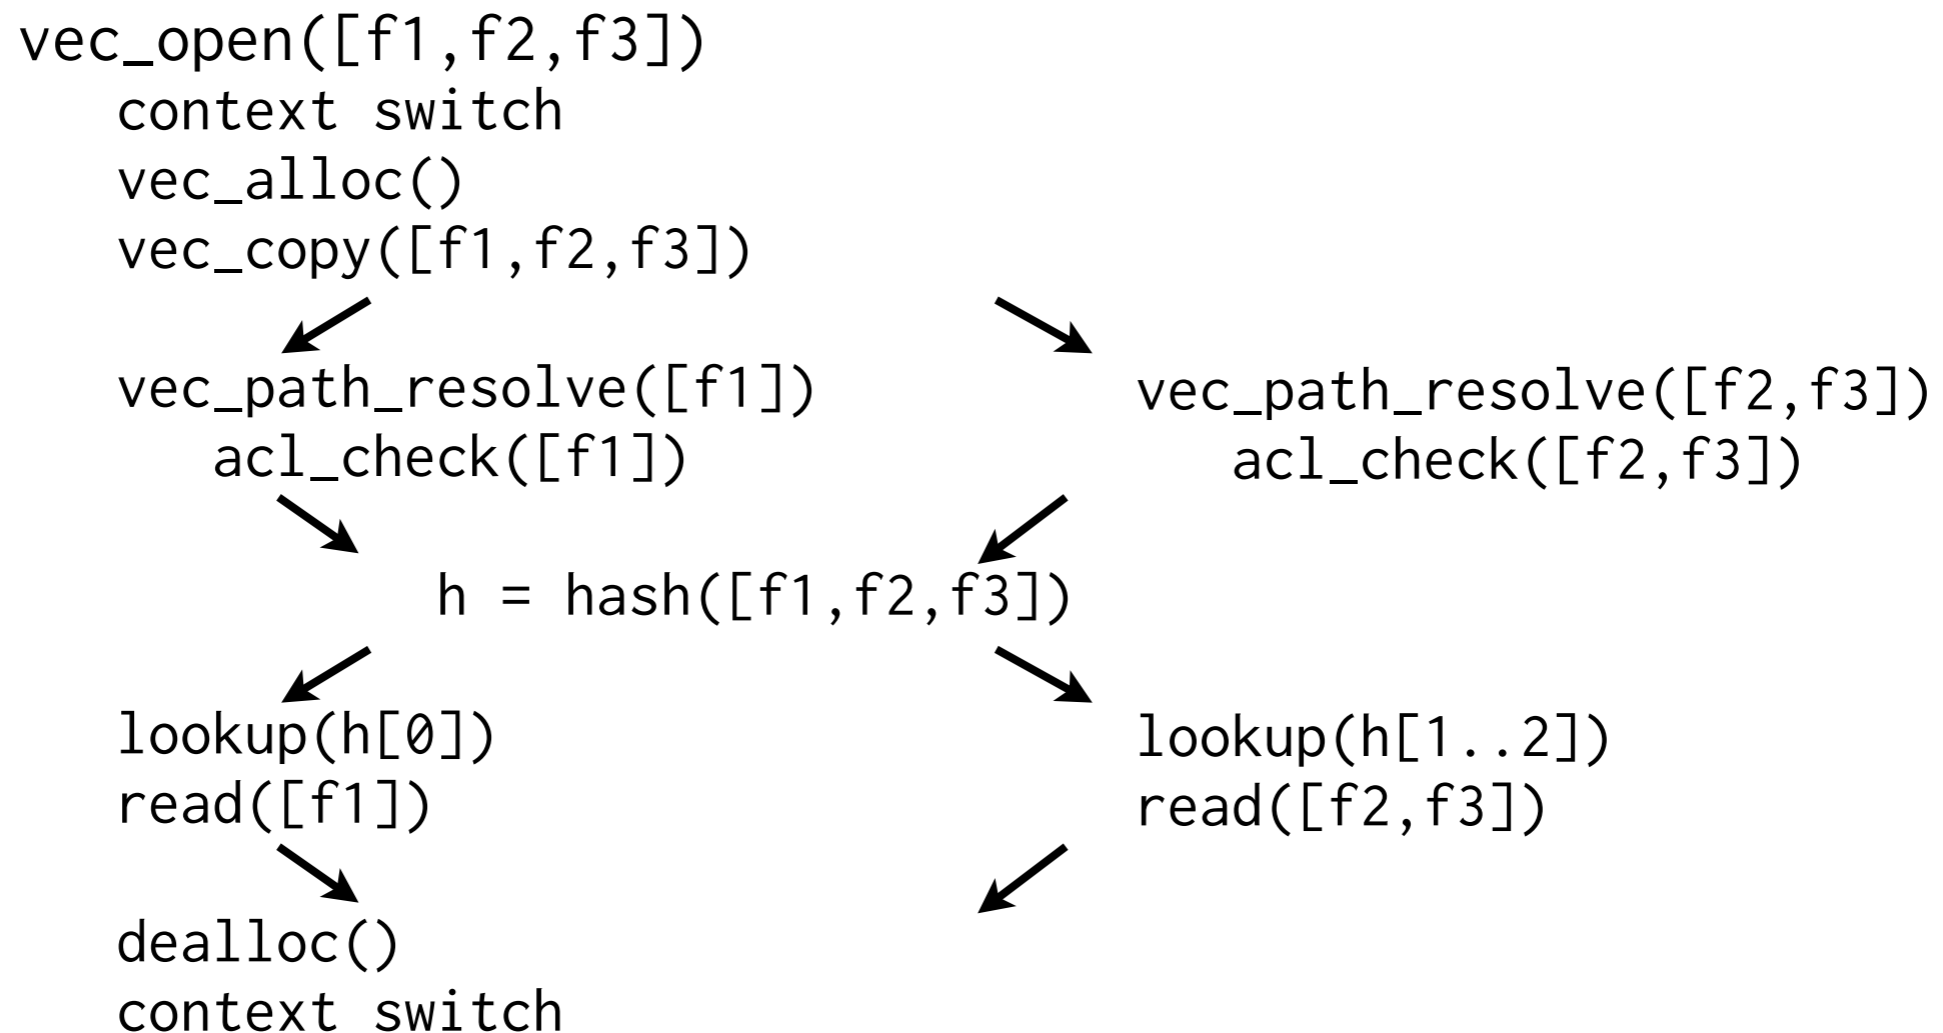 vec_open([f1,f2,f3])
context switch
vec_alloc()
vec_copy([f1,f2,f3])
vec_path_resolve([f1])
acl_check([f1])
vec_path_resolve([f2,f3])
acl_check([f2,f3])
h = hash([f1,f2,f3])
lookup(h[0])
read([f1])
lookup(h[1..2])
read([f2,f3])
dealloc()
context switch